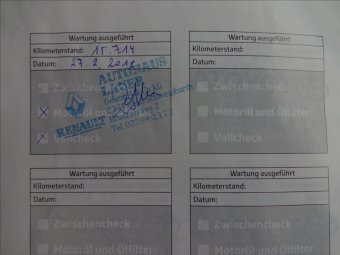 Wartung ausgeführt
Kilometerstand: 15.714
Datum: 27 2. 2018
AUTOHAUS
Zwischencheck
Motoröl
RENAULT
Vollcheck
Wartung ausgeführt
Kilometerstand:
Datum:
Zwischencheck
Motoröl und Ölfilter
Vollcheck
Wartung ausgeführt
Kilometerstand:
Datum:
Zwischencheck
Motoröl und Ölfilter
Wartung ausgeführt
Kilometerstand:
Datum:
Zwischencheck
Motoröl und Ölfilter